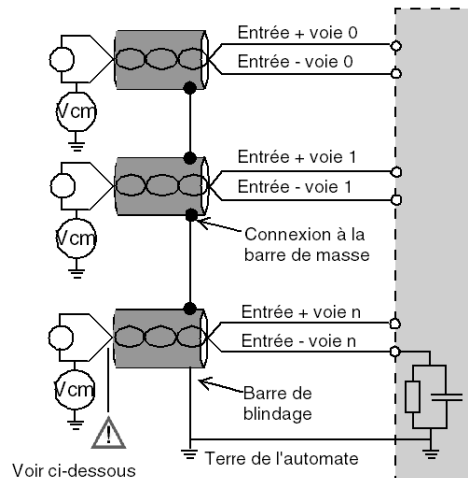 Entrée + voie 0
Entrée - voie 0
Vcm
Entrée + voie 1
Entrée - voie 1
Vcm
Connexion à la
barre de masse
Entrée + voie n
Entrée - voie n
Vcm
Barre de
blindage
!
Voir ci-dessous
Terre de l'automate